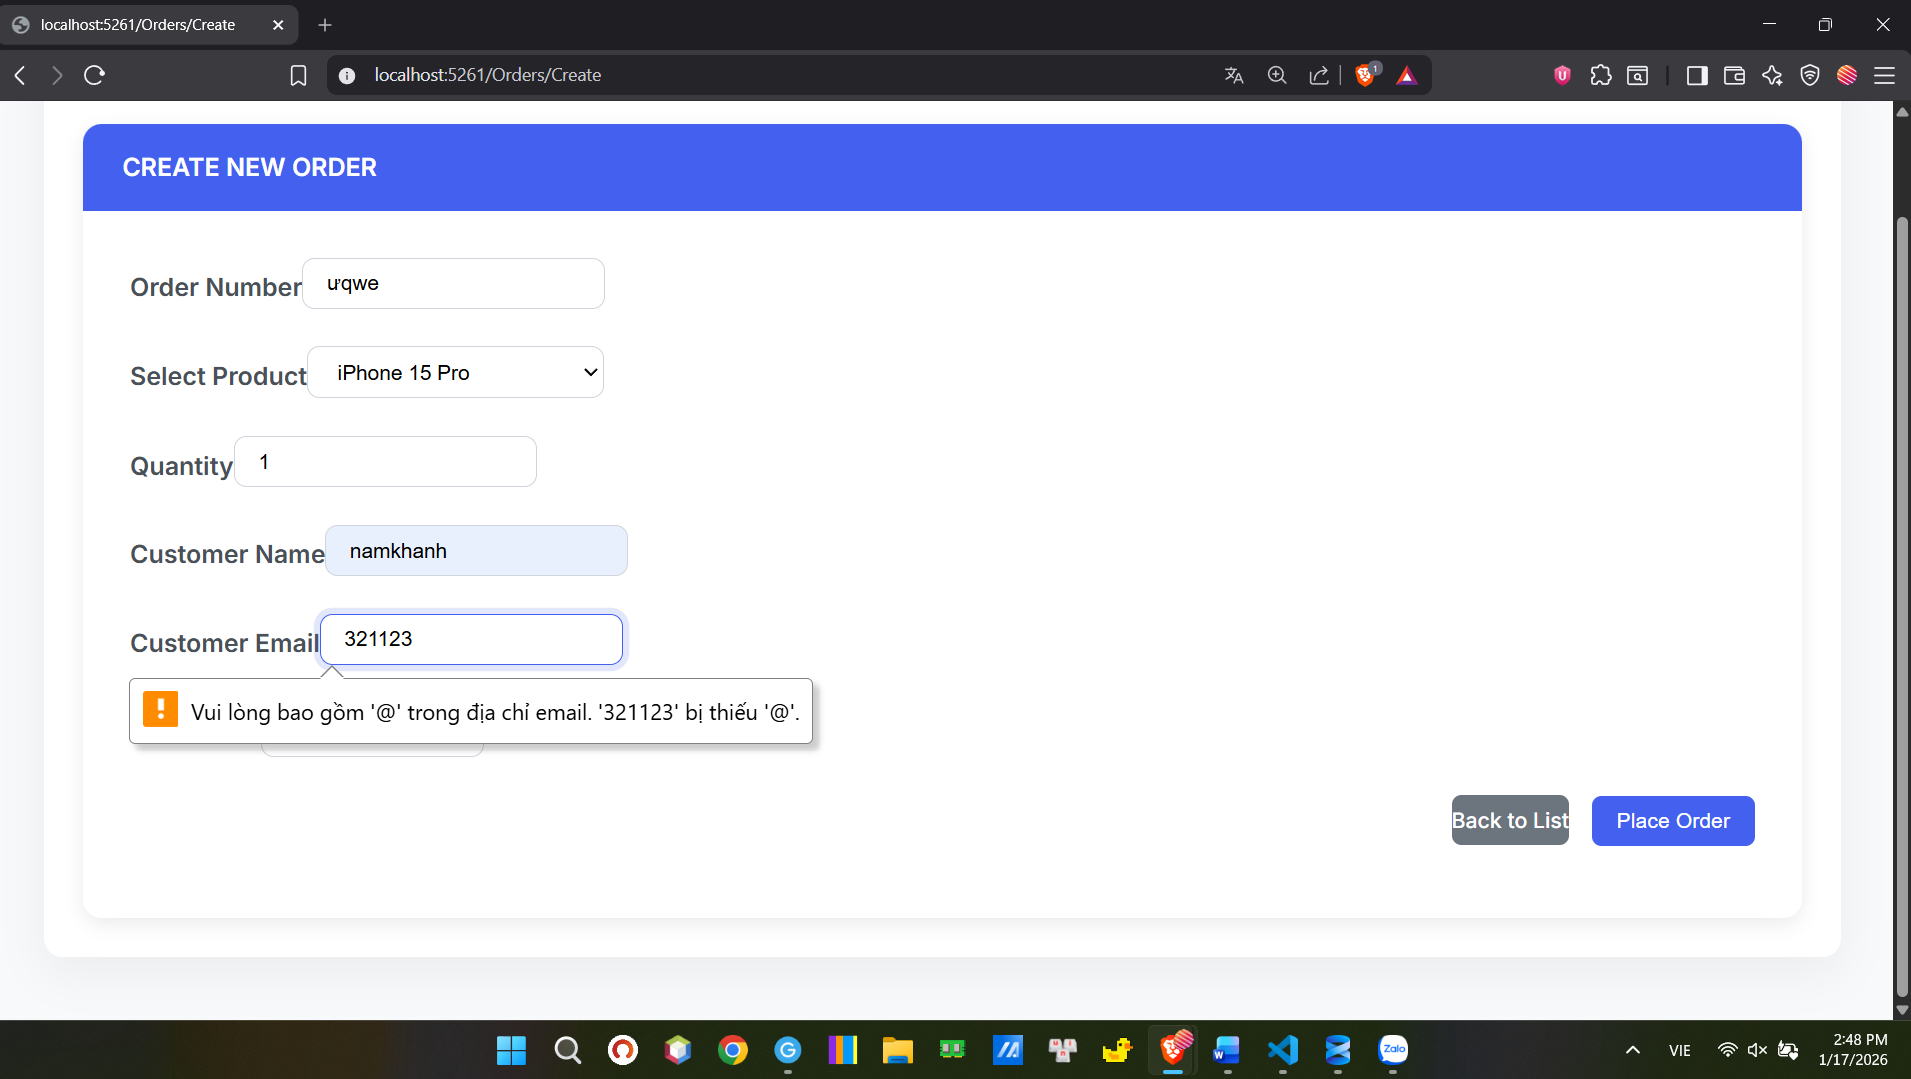 localhost:5261/Orders/Create
localhost:5261/Orders/Create
1
CREATE NEW ORDER
Order Number
ưqwe
Select Product
iPhone 15 Pro
Quantity
1
Customer Name
namkhanh
Customer Email
321123
Vui lòng bao gồm '@' trong địa chỉ email. '321123' bị thiếu '@'.
Back to List
Place Order
Zalo
VIE
2:48 PM
1/17/2026